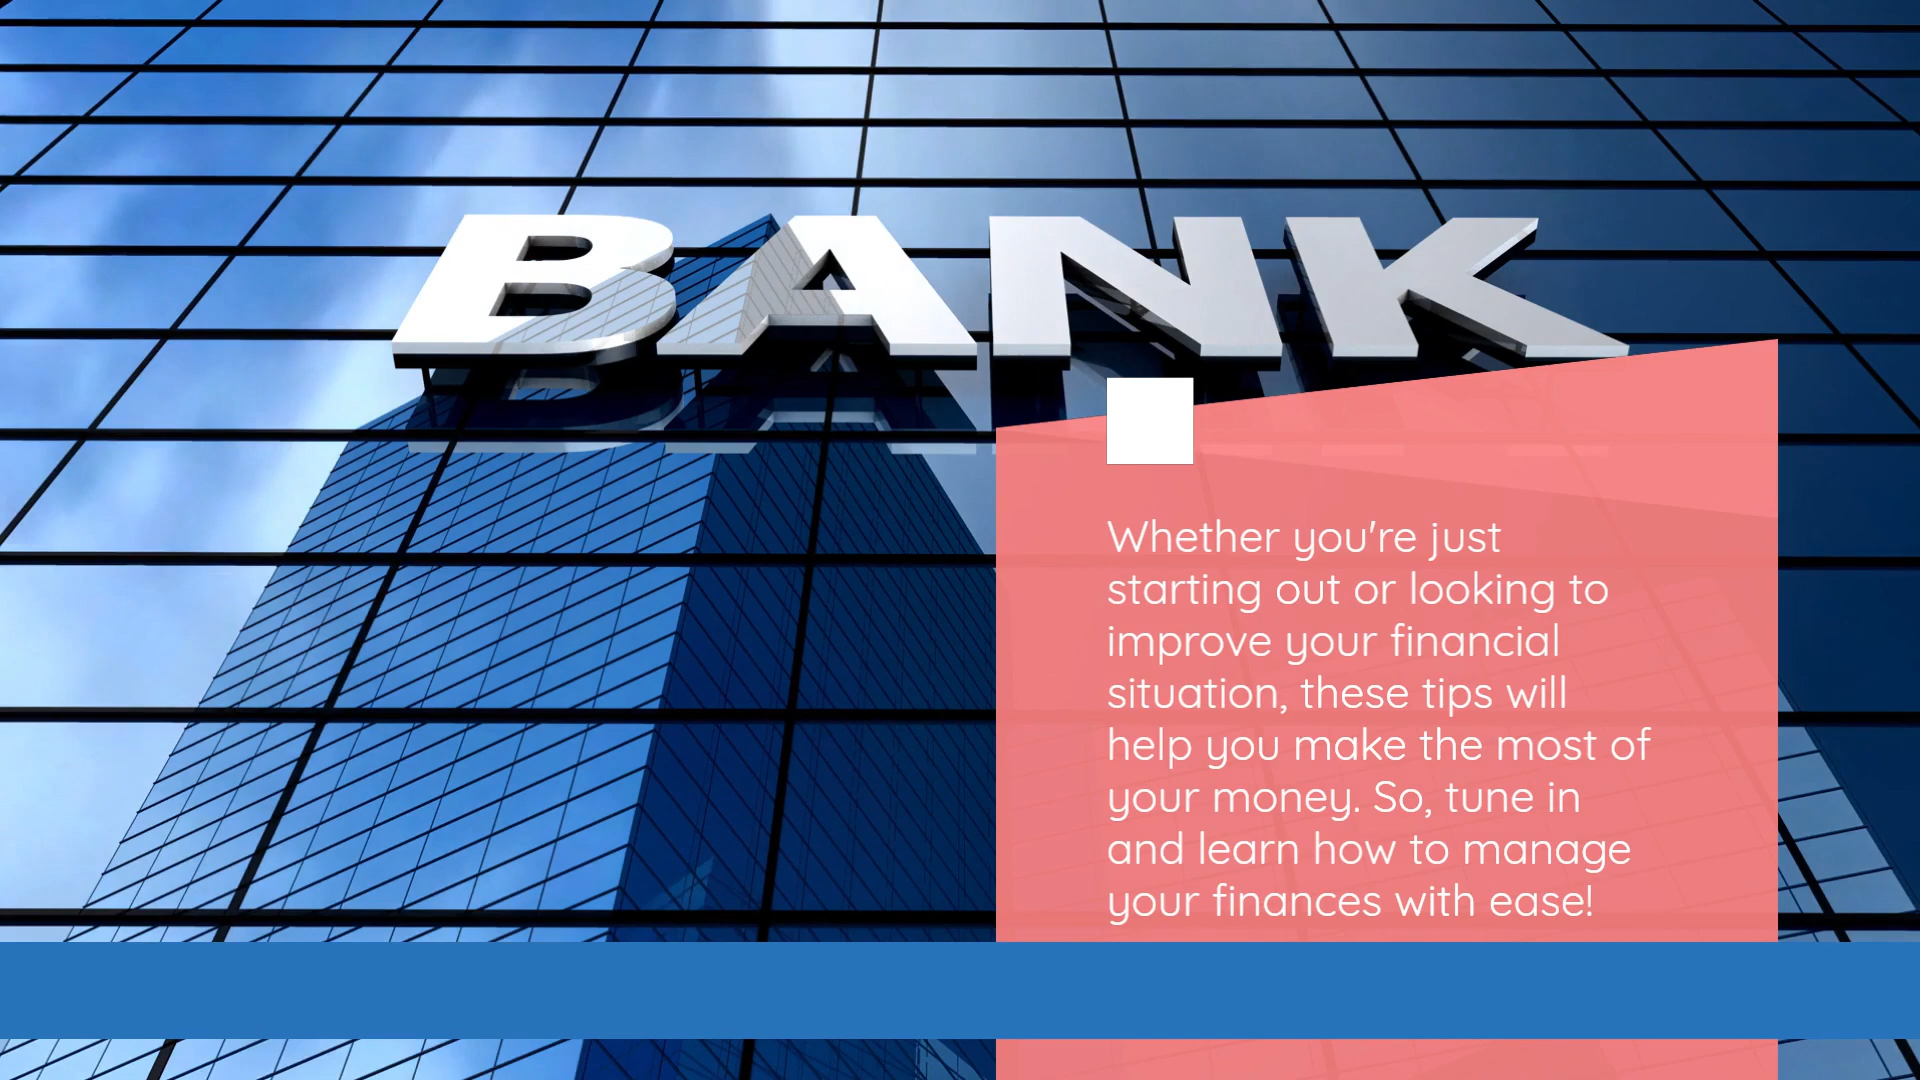 BANK
Whether you're just
starting out or looking to
improve your financial
situation, these tips will
help you make the most of
your money. So, tune in
and learn how to manage
your finances with ease!